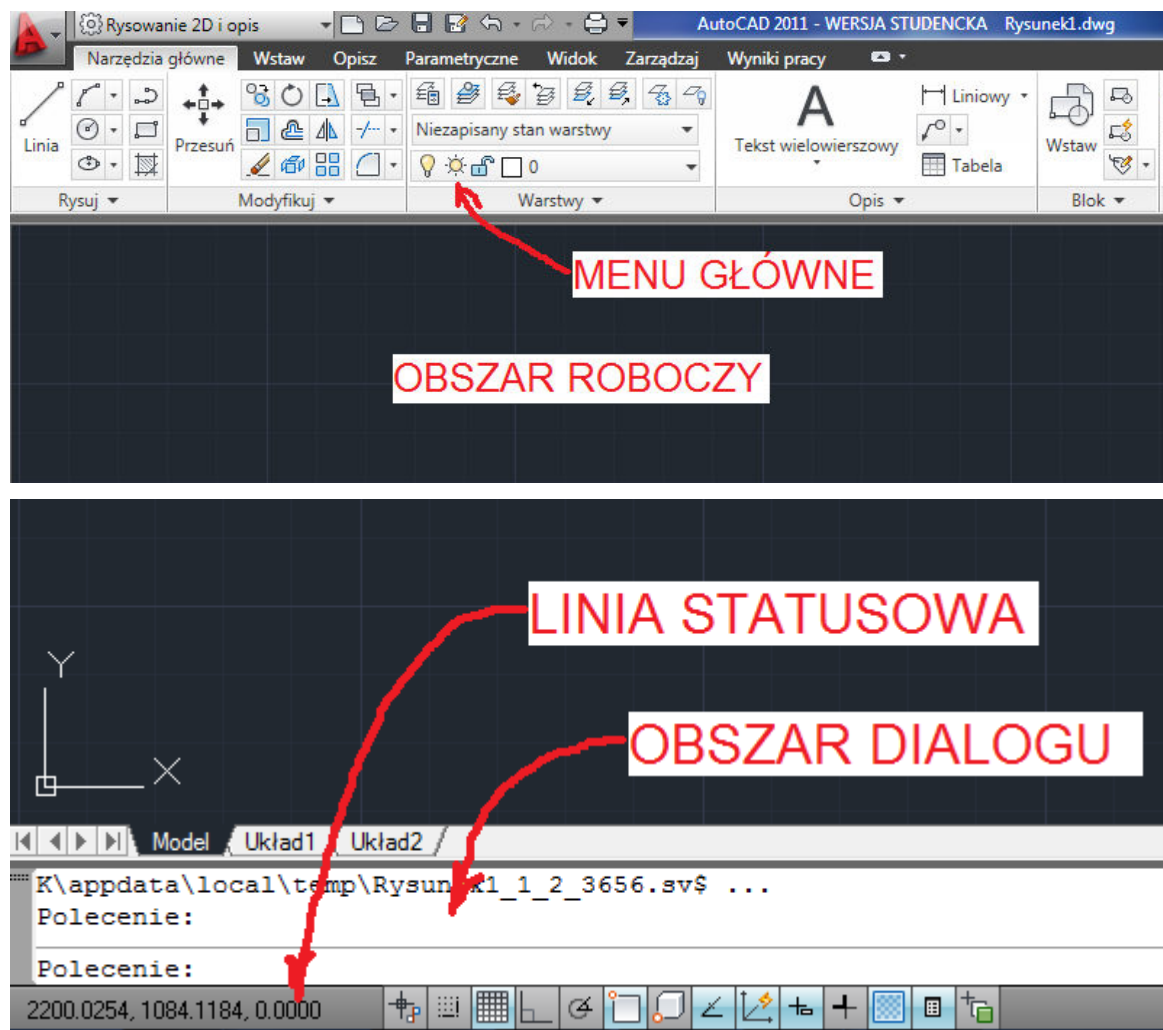 Rysowanie 2D i opis
AutoCAD 2011 - WERSJA STUDENCKA Rysunek1.dwg
Narzędzia główne Wstaw Opisz Parametryczne Widok Zarządzaj Wyniki pracy
Linia
Przesuń
Niezapisany stan warstwy
0
A
Tekst wielowierszowy
Liniowy
Tabela
Wstaw
Rysuj Modyfikuj Warstwy Opis Blok
MENU GŁÓWNE
OBSZAR ROBOCZY
LINIA STATUSOWA
OBSZAR DIALOGU
Y
X
Model Układ1 Układ2
K\appdata\local\temp\Rysunek1_1_2_3656.sv$ ...
Polecenie:
Polecenie:
2200.0254, 1084.1184, 0.0000